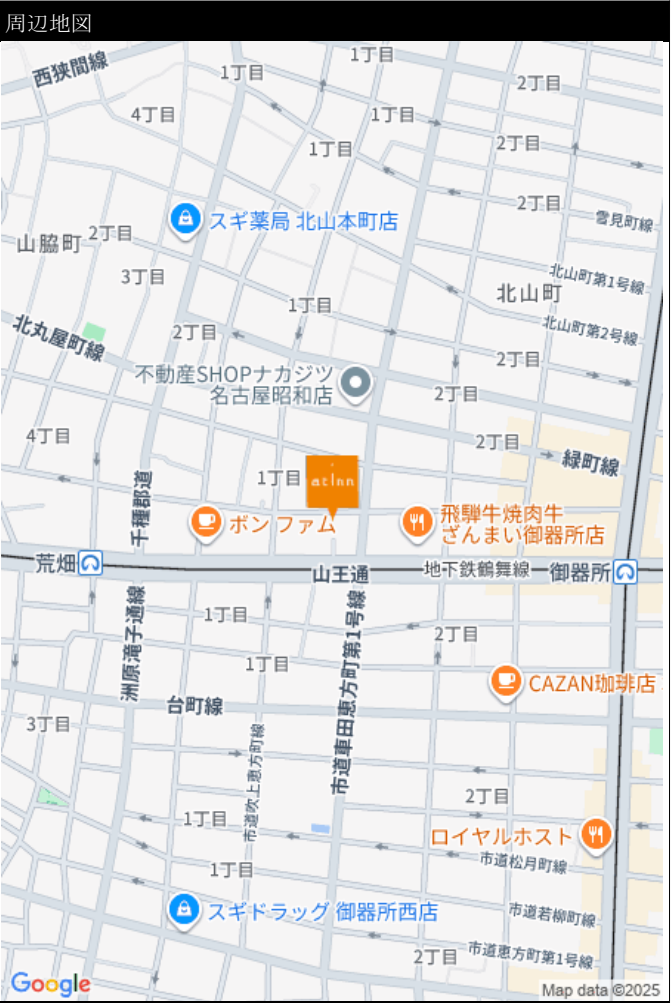 周辺地図
西狭間線
1丁目
1丁目
2丁目
4丁目
1丁目
2丁目
1丁目
2丁目
スギ薬局 北山本町店
雪見町線
山脇町
2丁目
3丁目
北山町第1号線
北山町
1丁目
北丸屋町線
2丁目
北山町第2号線
2丁目
不動産SHOPナカジツ
名古屋昭和店
2丁目
4丁目
2丁目
緑町線
1丁目
at inn
千種郡道
ボン ファム
飛騨牛焼肉牛
ざんまい御器所店
荒畑
山王通
地下鉄鶴舞線
御器所
洲原滝子通線
1丁目
市道車田恵方町第1号線
2丁目
1丁目
CAZAN珈琲店
台町線
3丁目
市道吹上恵方町線
2丁目
1丁目
ロイヤルホスト
市道松月町線
1丁目
スギドラッグ 御器所西店
市道若柳町線
2丁目
市道恵方町第1号線
Google
Map data ©2025